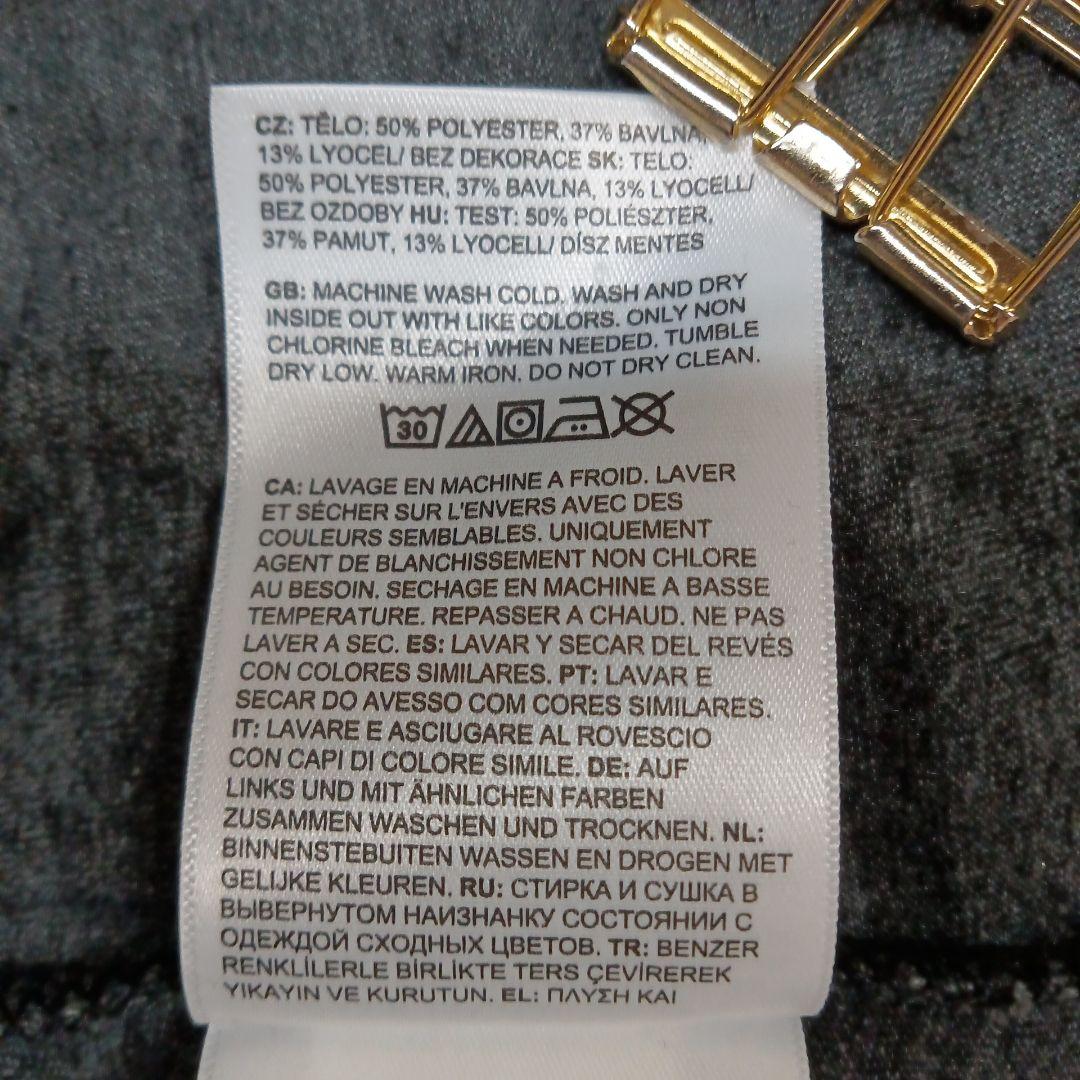 CZ: TĚLO: 50% POLYESTER, 37% BAVLNA,
13% LYOCEL/ BEZ DEKORACE SK: TELO:
50% POLYESTER, 37% BAVLNA, 13% LYOCELL/
BEZ OZDOBY HU: TEST: 50% POLIÉSZTER,
37% PAMUT, 13% LYOCELL/ DÍSZ MENTES
GB: MACHINE WASH COLD. WASH AND DRY
INSIDE OUT WITH LIKE COLORS. ONLY NON
CHLORINE BLEACH WHEN NEEDED. TUMBLE
DRY LOW. WARM IRON. DO NOT DRY CLEAN.
30
CA: LAVAGE EN MACHINE A FROID. LAVER
ET SÉCHER SUR L'ENVERS AVEC DES
COULEURS SEMBLABLES. UNIQUEMENT
AGENT DE BLANCHISSEMENT NON CHLORE
AU BESOIN. SECHAGE EN MACHINE A BASSE
TEMPERATURE. REPASSER A CHAUD. NE PAS
LAVER A SEC. ES: LAVAR Y SECAR DEL REVÉS
CON COLORES SIMILARES. PT: LAVAR E
SECAR DO AVESSO COM CORES SIMILARES.
IT: LAVARE E ASCIUGARE AL ROVESCIO
CON CAPI DI COLORE SIMILE. DE: AUF
LINKS UND MIT ÄHNLICHEN FARBEN
ZUSAMMEN WASCHEN UND TROCKNEN. NL:
BINNENSTEBUITEN WASSEN EN DROGEN MET
GELIJKE KLEUREN. RU: СТИРКА И СУШКА В
ВЫВЕРНУТОМ НАИЗНАНКУ СОСТОЯНИИ С
ОДЕЖДОЙ СХОДНЫХ ЦВЕТОВ. TR: BENZER
RENKLİLERLE BİRLİKTE TERS ÇEVİREREK
YIKAYIN VE KURUTUN. EL: ΠΛΥΣΗ ΚΑΙ